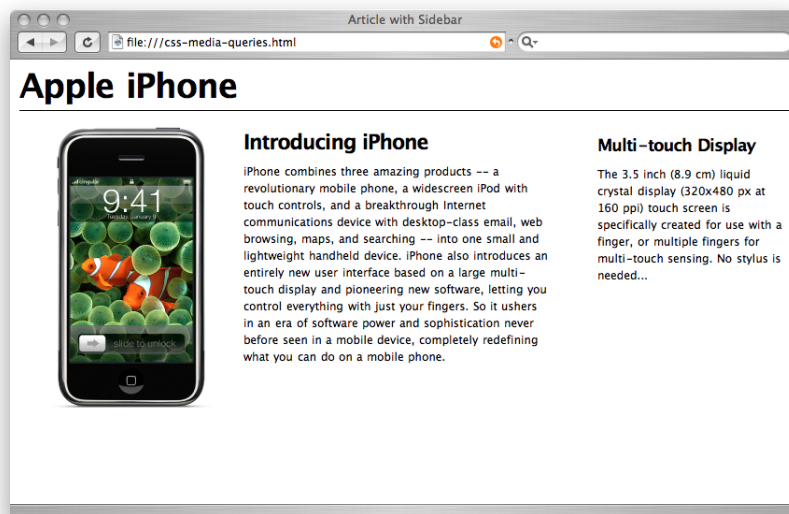 Article with Sidebar
file:///css-media-queries.html
Apple iPhone
9:41
Tuesday, January 9
slide to unlock
Introducing iPhone
iPhone combines three amazing products -- a
revolutionary mobile phone, a widescreen iPod with
touch controls, and a breakthrough Internet
communications device with desktop-class email, web
browsing, maps, and searching -- into one small and
lightweight handheld device. iPhone also introduces an
entirely new user interface based on a large multi-
touch display and pioneering new software, letting you
control everything with just your fingers. So it ushers
in an era of software power and sophistication never
before seen in a mobile device, completely redefining
what you can do on a mobile phone.
Multi-touch Display
The 3.5 inch (8.9 cm) liquid
crystal display (320x480 px at
160 ppi) touch screen is
specifically created for use with a
finger, or multiple fingers for
multi-touch sensing. No stylus is
needed...